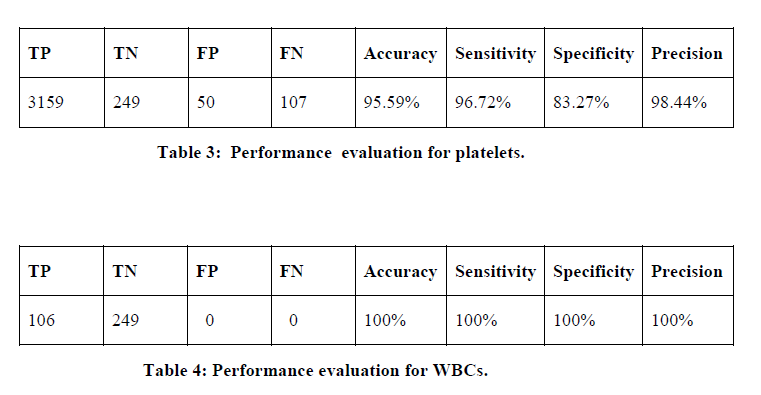 TP TN FP FN Accuracy Sensitivity Specificity Precision
3159 249 50 107 95.59% 96.72% 83.27% 98.44%
Table 3: Performance evaluation for platelets.
TP TN FP FN Accuracy Sensitivity Specificity Precision
106 249 0 0 100% 100% 100% 100%
Table 4: Performance evaluation for WBCs.